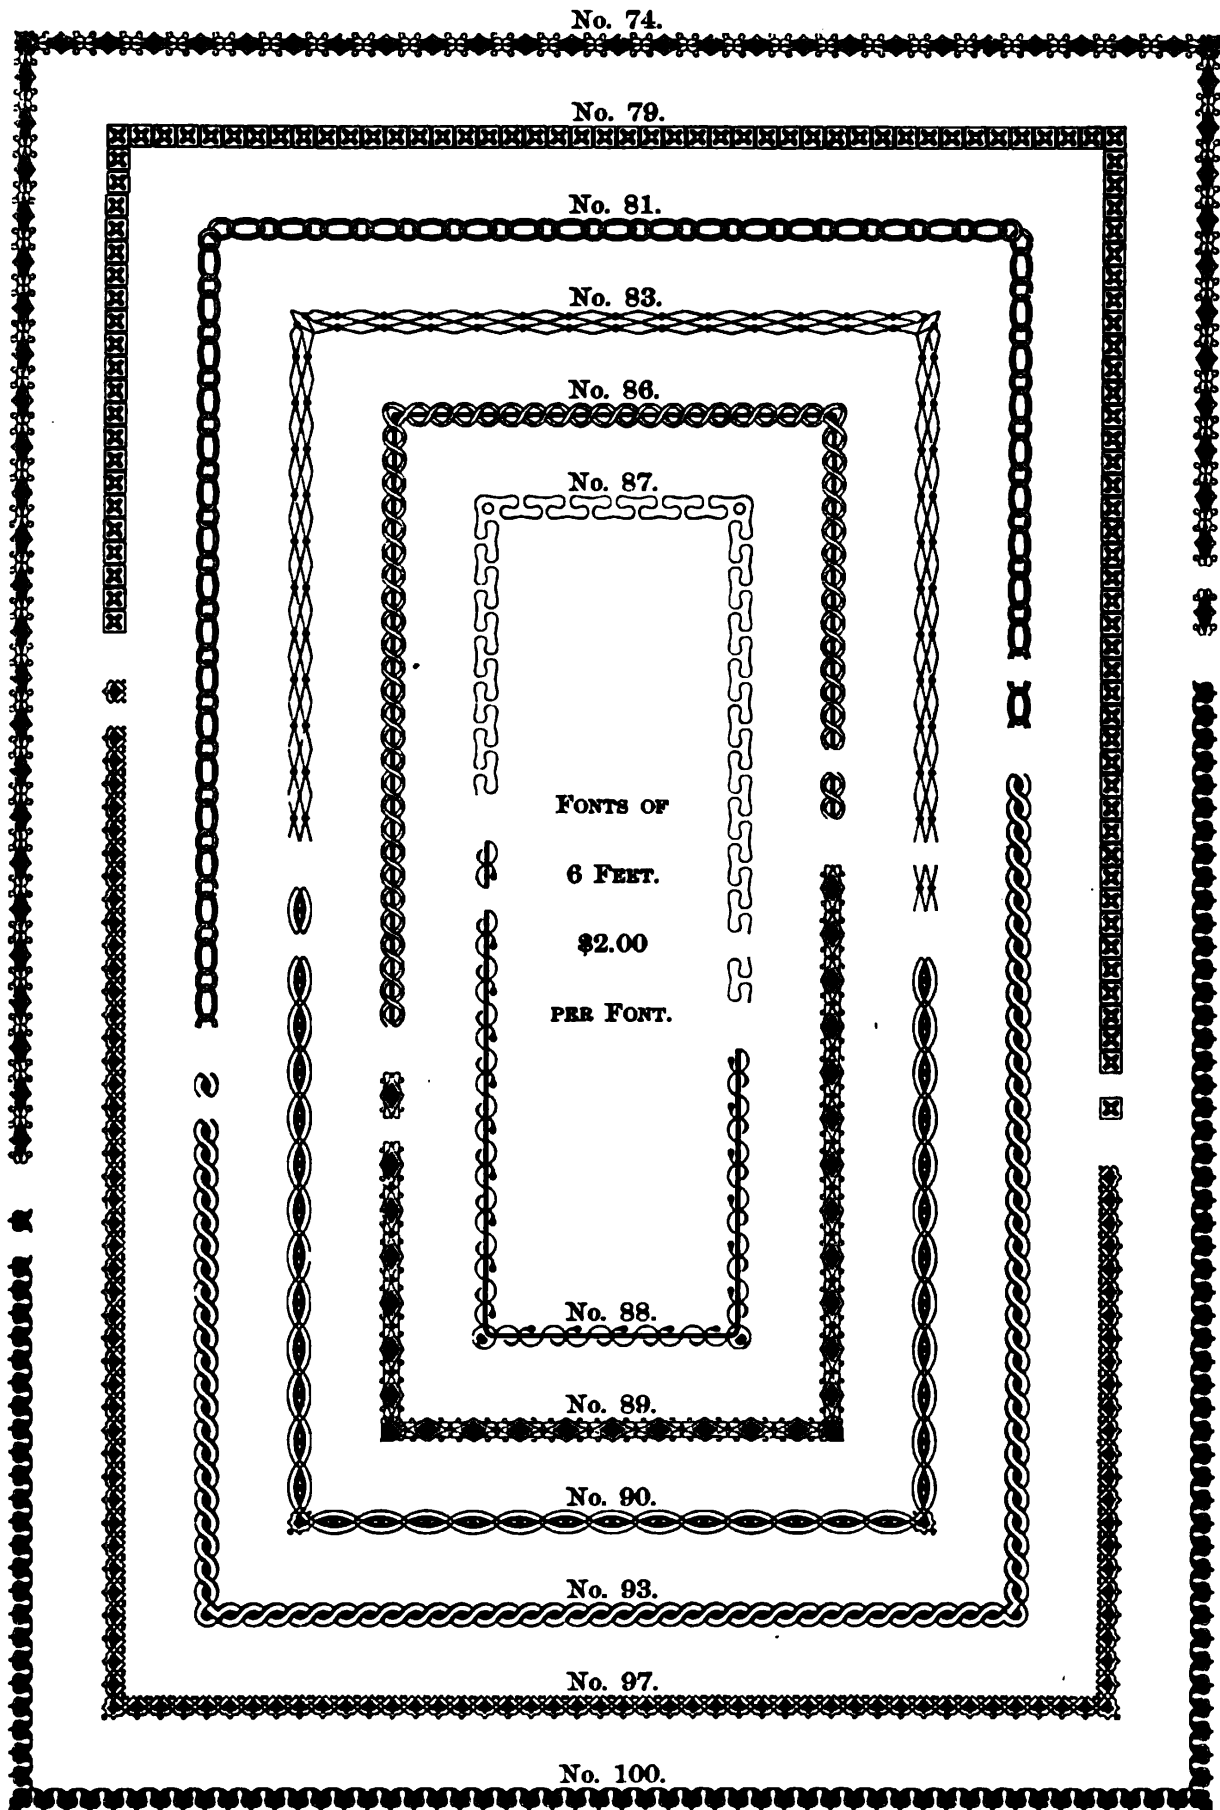 No. 74.
No. 79.
No. 81.
No. 83.
No. 86.
No. 87.
Fonts of
6 Feet.
$2.00
per Font.
No. 88.
No. 89.
No. 90.
No. 93.
No. 97.
No. 100.